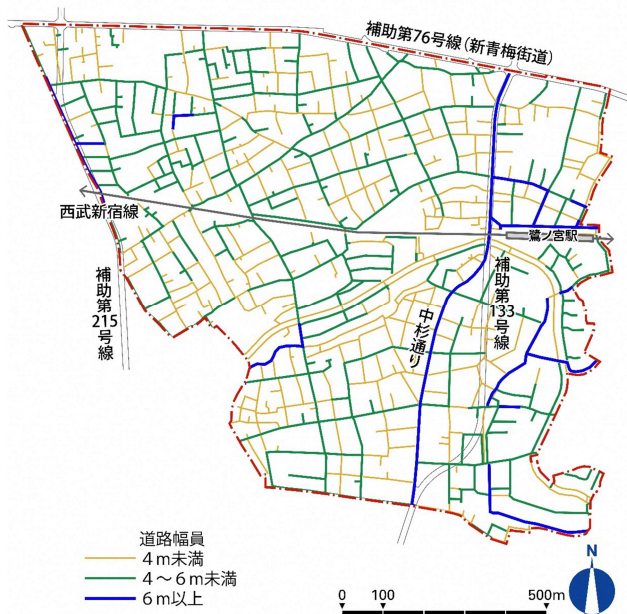 補助第76号線(新青梅街道)
西武新宿線
鷺ノ宮駅
補助第215号線
補助第133号線
中杉通り
道路幅員
4m未満
4～6m未満
6m以上
0 100 500m
N